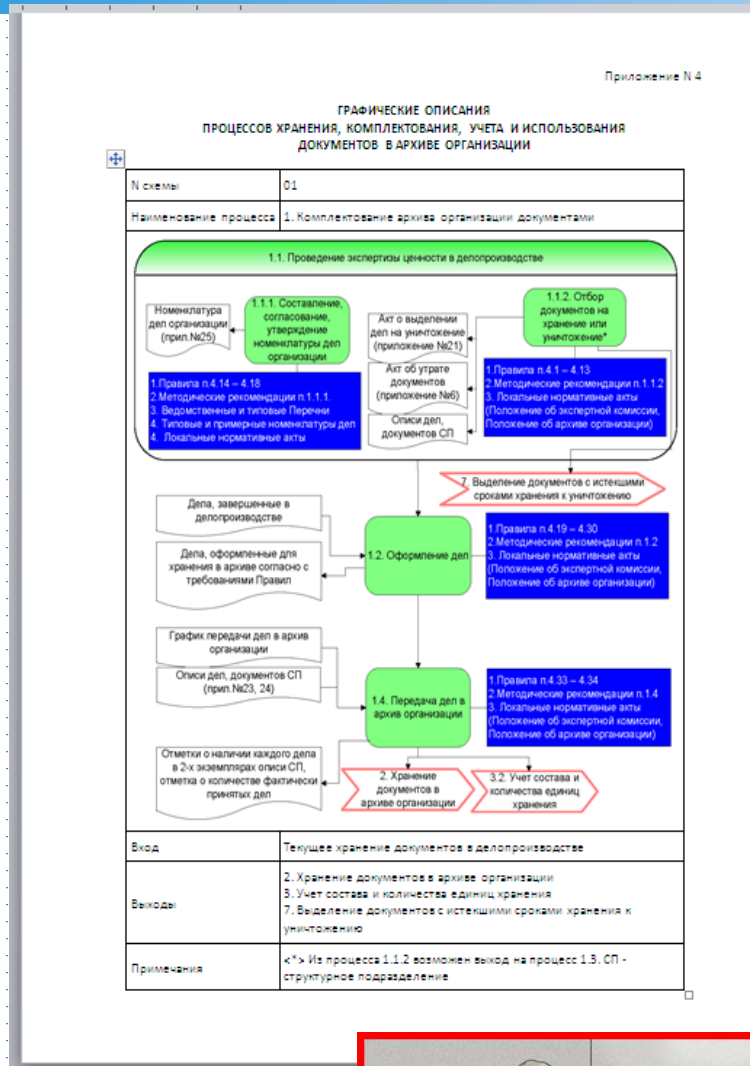 Приложение N 4
ГРАФИЧЕСКИЕ ОПИСАНИЯ
ПРОЦЕССОВ ХРАНЕНИЯ, КОМПЛЕКТОВАНИЯ, УЧЕТА И ИСПОЛЬЗОВАНИЯ
ДОКУМЕНТОВ В АРХИВЕ ОРГАНИЗАЦИИ
N схемы
01
Наименование процесса
1. Комплектование архива организации документами
1.1. Проведение экспертизы ценности в делопроизводстве
Номенклатура
дел организации
(прил.№25)
1.1.1. Составление,
согласование,
утверждение
номенклатуры дел
организации
1.Правила п.4.14 – 4.18
2.Методические рекомендации п.1.1.1.
3. Ведомственные и типовые Перечни
4. Типовые и примерные номенклатуры дел
4. Локальные нормативные акты
Акт о выделении
дел на уничтожение
(приложение №21)
Акт об утрате
документов
(приложение №6)
Описи дел,
документов СП
1.1.2. Отбор
документов на
хранение или
уничтожение*
1.Правила п.4.1 – 4.13
2.Методические рекомендации п.1.1.2
3. Локальные нормативные акты
(Положение об экспертной комиссии,
Положение об архиве организации)
7. Выделение документов с истекшими
сроками хранения к уничтожению
Дела, завершенные в
делопроизводстве
Дела, оформленные для
хранения в архиве согласно с
требованиями Правил
1.2. Оформление дел
1.Правила п.4.19 – 4.30
2.Методические рекомендации п.1.2
3. Локальные нормативные акты
(Положение об экспертной комиссии,
Положение об архиве организации)
График передачи дел в архив
организации
Описи дел, документов СП
(прил.№23, 24)
1.4. Передача дел в
архив организации
1.Правила п.4.33 – 4.34
2.Методические рекомендации п.1.4
3. Локальные нормативные акты
(Положение об экспертной комиссии,
Положение об архиве организации)
Отметки о наличии каждого дела
в 2-х экземплярах описи СП,
отметка о количестве фактически
принятых дел
2. Хранение
документов в
архиве организации
3.2. Учет состава и
количества единиц
хранения
Вход
Текущее хранение документов в делопроизводстве
Выходы
2. Хранение документов в архиве организации
3. Учет состава и количества единиц хранения
7. Выделение документов с истекшими сроками хранения к
уничтожению
Примечания
<*> Из процесса 1.1.2 возможен выход на процесс 1.3. СП -
структурное подразделение